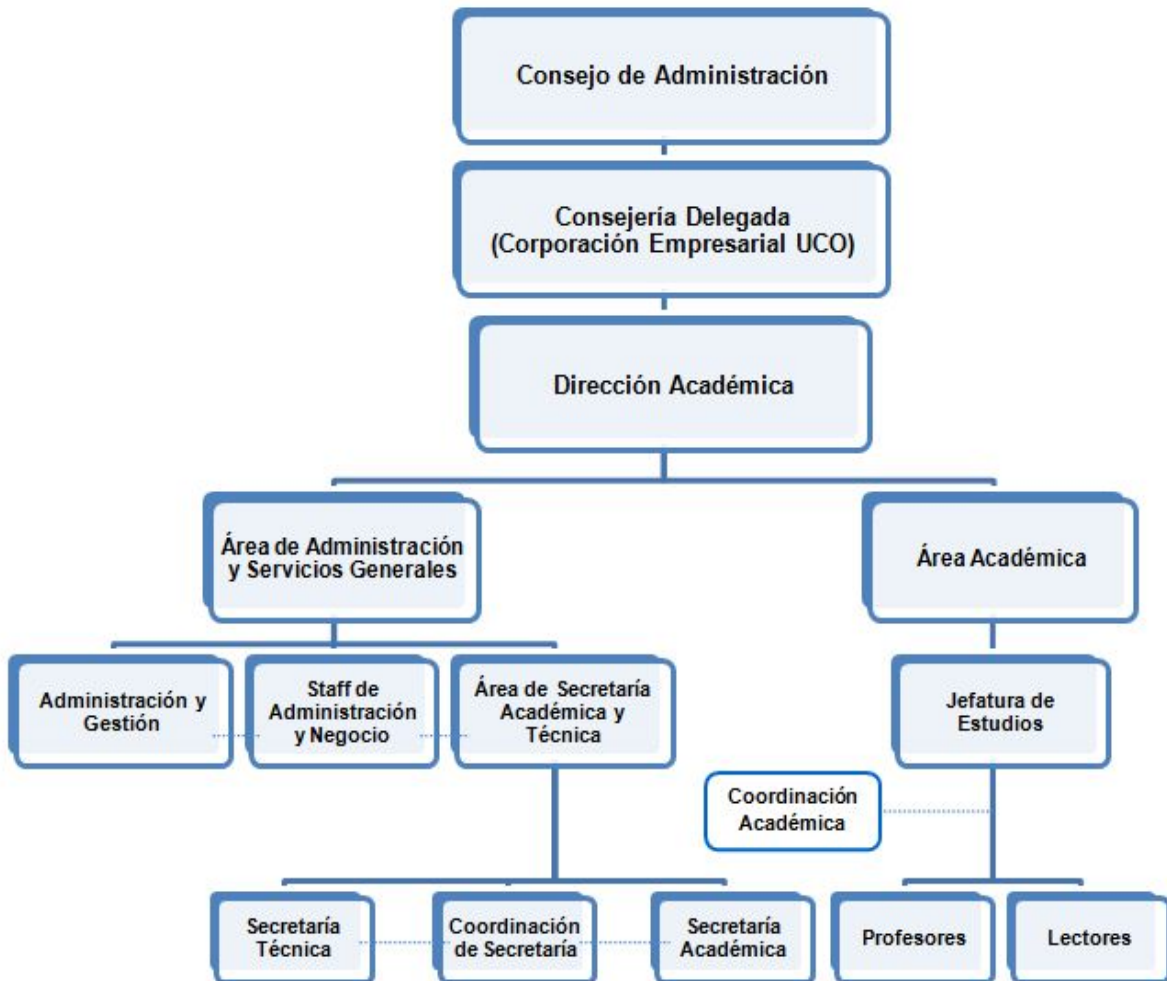 Consejo de Administración
Consejería Delegada
(Corporación Empresarial UCO)
Dirección Académica
Área de Administración
y Servicios Generales
Área Académica
Administración y
Gestión
Staff de
Administración
y Negocio
Área de Secretaría
Académica y
Técnica
Jefatura de
Estudios
Coordinación
Académica
Secretaría
Técnica
Coordinación
de Secretaría
Secretaría
Académica
Profesores
Lectores